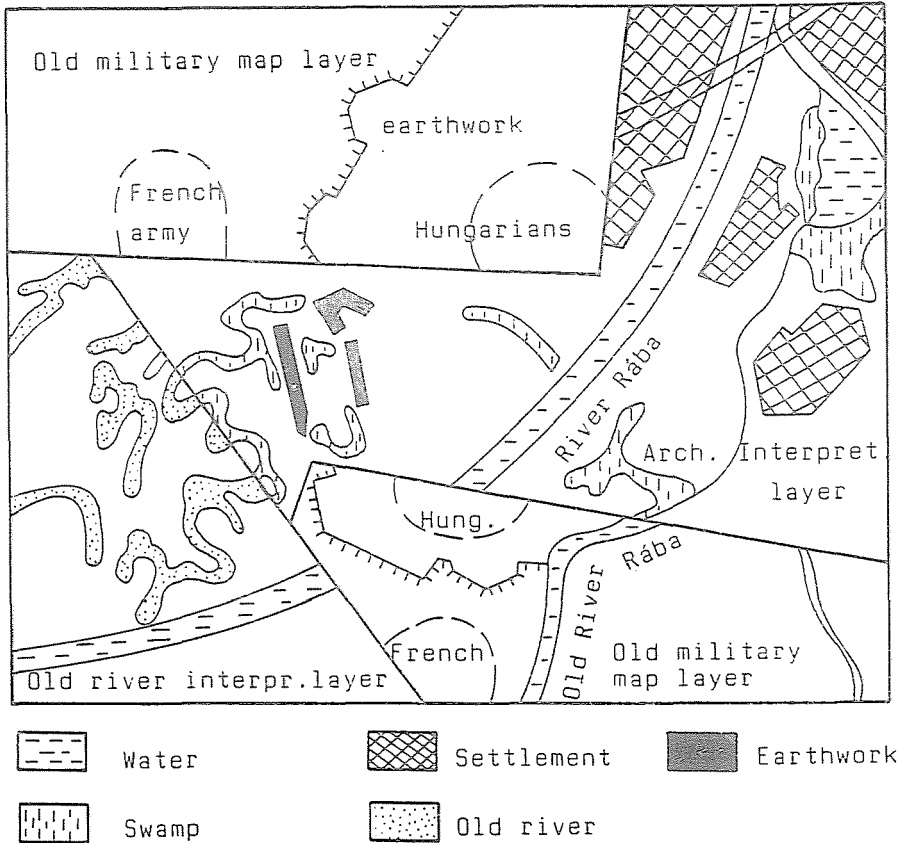 Old military map layer
earthwork
French
army
Hungarians
River Rába
Arch. Interpret.
layer
Hung.
Rába
Old River
French
Old military
map layer
Old river interpr.layer
Water
Settlement
Earthwork
Swamp
Old river